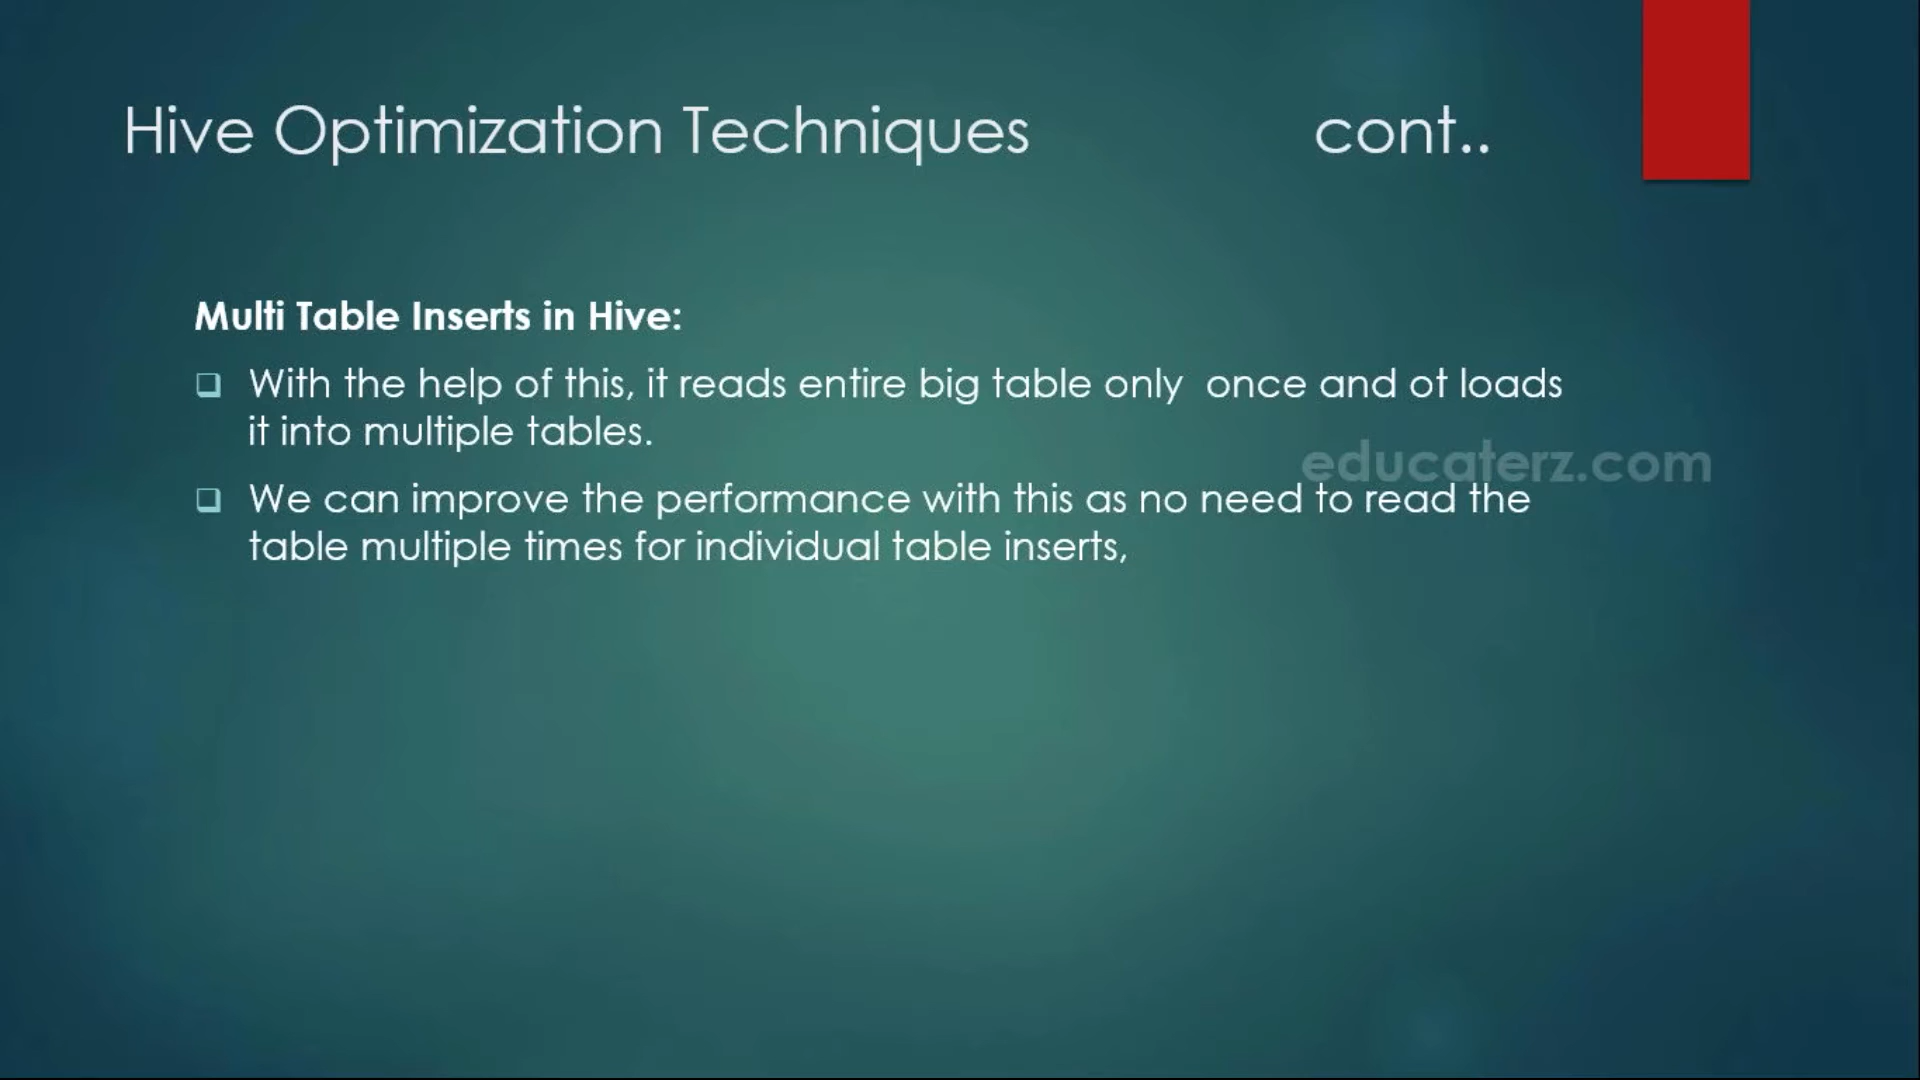 Hive Optimization Techniques cont..
Multi Table Inserts in Hive:
With the help of this, it reads entire big table only once and ot loads
it into multiple tables.
educaterz.com
We can improve the performance with this as no need to read the
table multiple times for individual table inserts,